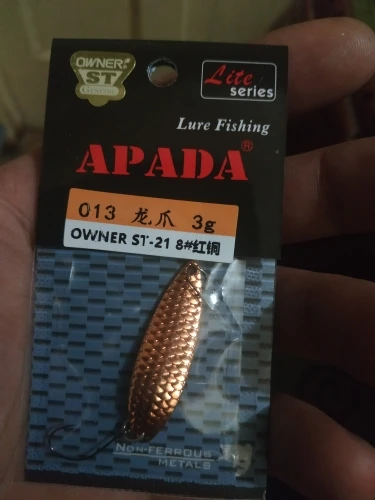 OWNER
ST
Genuine
Lite
series
Lure Fishing
APADA®
013 龙爪 3g
OWNER ST-21 8#红铜
NON-FERROUS
METALS